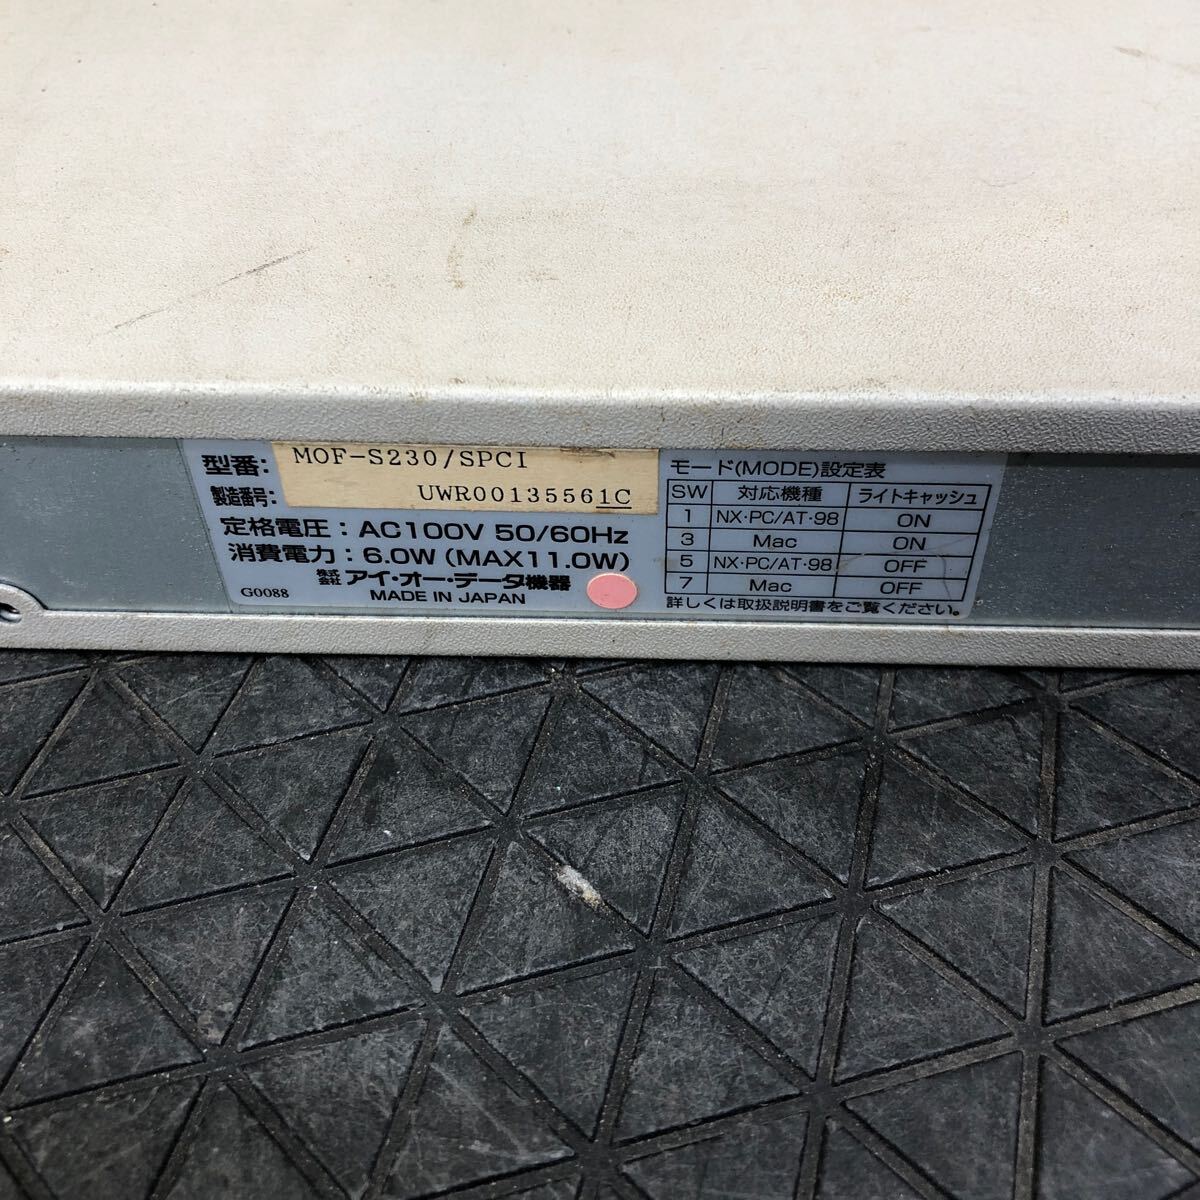 型番: MOF-S230/SPCI
製造番号: UWR00135561C
定格電圧：AC100V 50/60Hz
消費電力：6.0W (MAX11.0W)
株式会社 アイ・オー・データ機器
G0088 MADE IN JAPAN
モード(MODE)設定表
SW 対応機種 ライトキャッシュ
1 NX・PC/AT・98 ON
3 Mac ON
5 NX・PC/AT・98 OFF
7 Mac OFF
詳しくは取扱説明書をご覧ください。